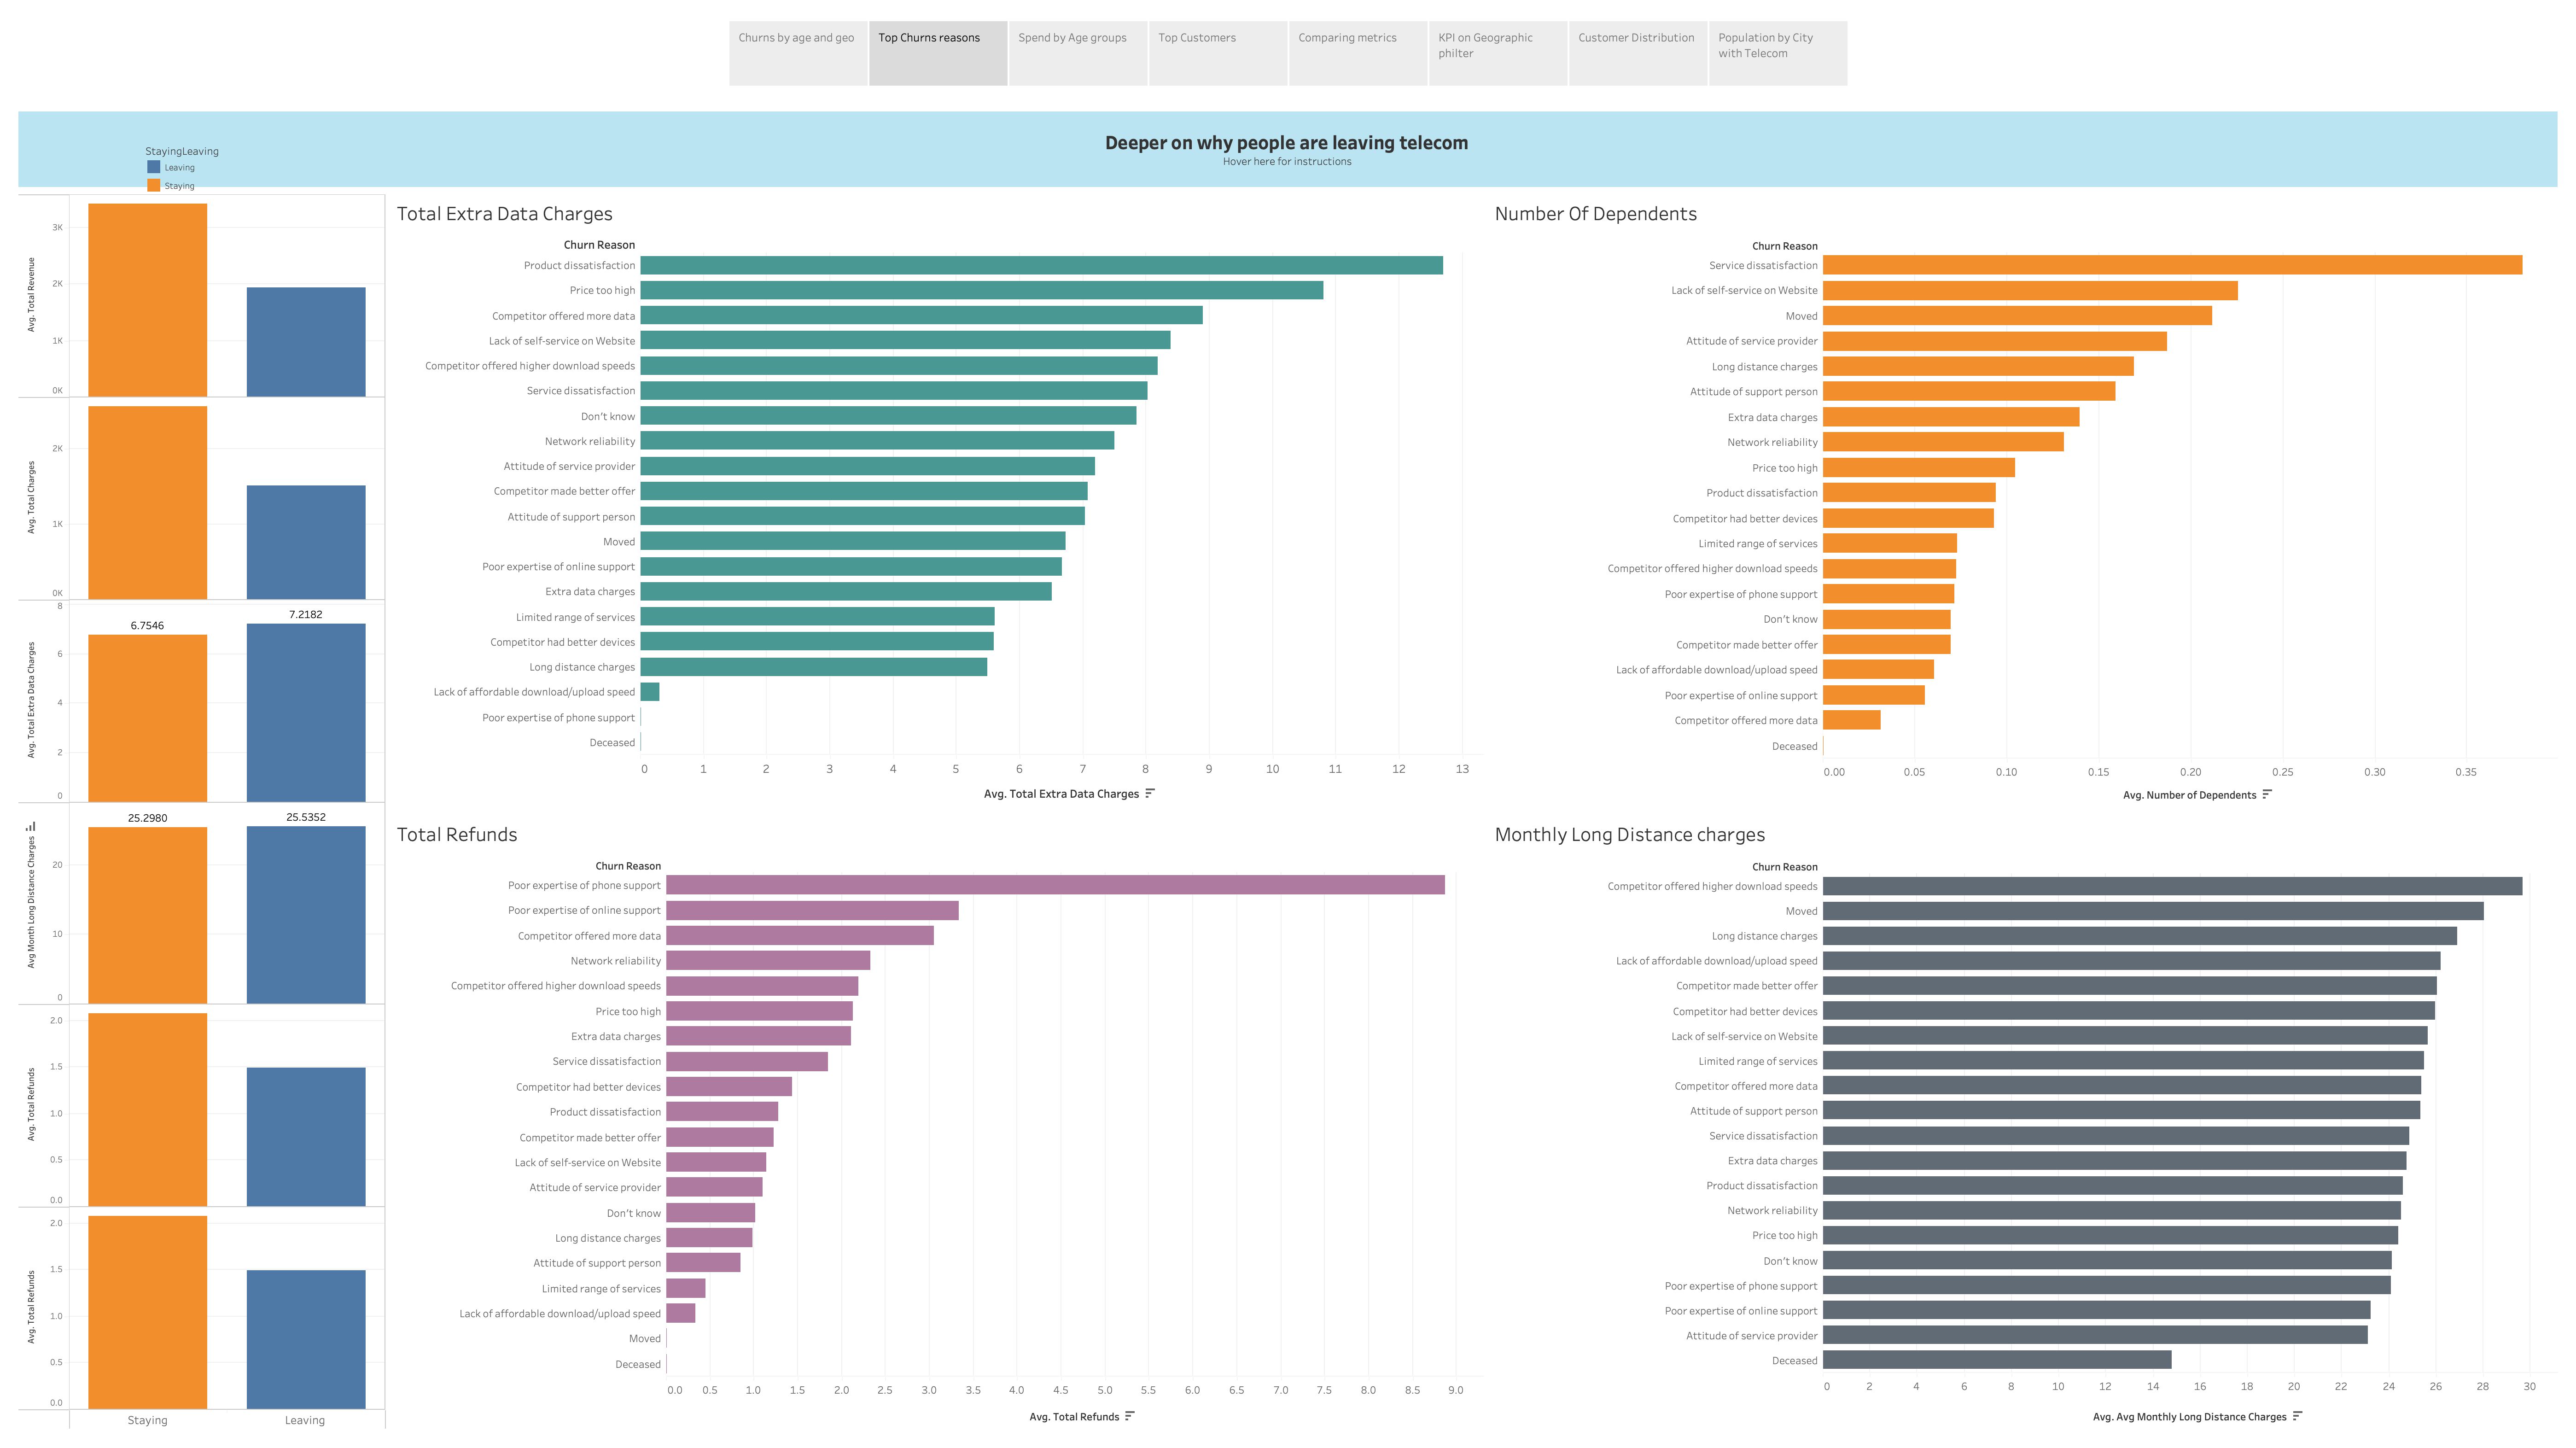 Churns by age and geo
Top Churns reasons
Spend by Age groups
Top Customers
Comparing metrics
KPI on Geographic
philter
Customer Distribution
Population by City
with Telecom
Deeper on why people are leaving telecom
Hover here for instructions
StayingLeaving
Leaving
Staying
Avg. Total Revenue
3K
2K
1K
0K
Avg. Total Charges
2K
1K
0K
Avg. Total Extra Data Charges
8
6
4
2
0
6.7546
7.2182
Avg Month Long Distance Charges
20
10
0
25.2980
25.5352
Avg. Total Refunds
2.0
1.5
1.0
0.5
0.0
Avg. Total Refunds
2.0
1.5
1.0
0.5
0.0
Staying
Leaving
Total Extra Data Charges
Churn Reason
Product dissatisfaction
Price too high
Competitor offered more data
Lack of self-service on Website
Competitor offered higher download speeds
Service dissatisfaction
Don't know
Network reliability
Attitude of service provider
Competitor made better offer
Attitude of support person
Moved
Poor expertise of online support
Extra data charges
Limited range of services
Competitor had better devices
Long distance charges
Lack of affordable download/upload speed
Poor expertise of phone support
Deceased
0 1 2 3 4 5 6 7 8 9 10 11 12 13
Avg. Total Extra Data Charges
Number Of Dependents
Churn Reason
Service dissatisfaction
Lack of self-service on Website
Moved
Attitude of service provider
Long distance charges
Attitude of support person
Extra data charges
Network reliability
Price too high
Product dissatisfaction
Competitor had better devices
Limited range of services
Competitor offered higher download speeds
Poor expertise of phone support
Don't know
Competitor made better offer
Lack of affordable download/upload speed
Poor expertise of online support
Competitor offered more data
Deceased
0.00 0.05 0.10 0.15 0.20 0.25 0.30 0.35
Avg. Number of Dependents
Total Refunds
Churn Reason
Poor expertise of phone support
Poor expertise of online support
Competitor offered more data
Network reliability
Competitor offered higher download speeds
Price too high
Extra data charges
Service dissatisfaction
Competitor had better devices
Product dissatisfaction
Competitor made better offer
Lack of self-service on Website
Attitude of service provider
Don't know
Long distance charges
Attitude of support person
Limited range of services
Lack of affordable download/upload speed
Moved
Deceased
0.0 0.5 1.0 1.5 2.0 2.5 3.0 3.5 4.0 4.5 5.0 5.5 6.0 6.5 7.0 7.5 8.0 8.5 9.0
Avg. Total Refunds
Monthly Long Distance charges
Churn Reason
Competitor offered higher download speeds
Moved
Long distance charges
Lack of affordable download/upload speed
Competitor made better offer
Competitor had better devices
Lack of self-service on Website
Limited range of services
Competitor offered more data
Attitude of support person
Service dissatisfaction
Extra data charges
Product dissatisfaction
Network reliability
Price too high
Don't know
Poor expertise of phone support
Poor expertise of online support
Attitude of service provider
Deceased
0 2 4 6 8 10 12 14 16 18 20 22 24 26 28 30
Avg. Avg Monthly Long Distance Charges